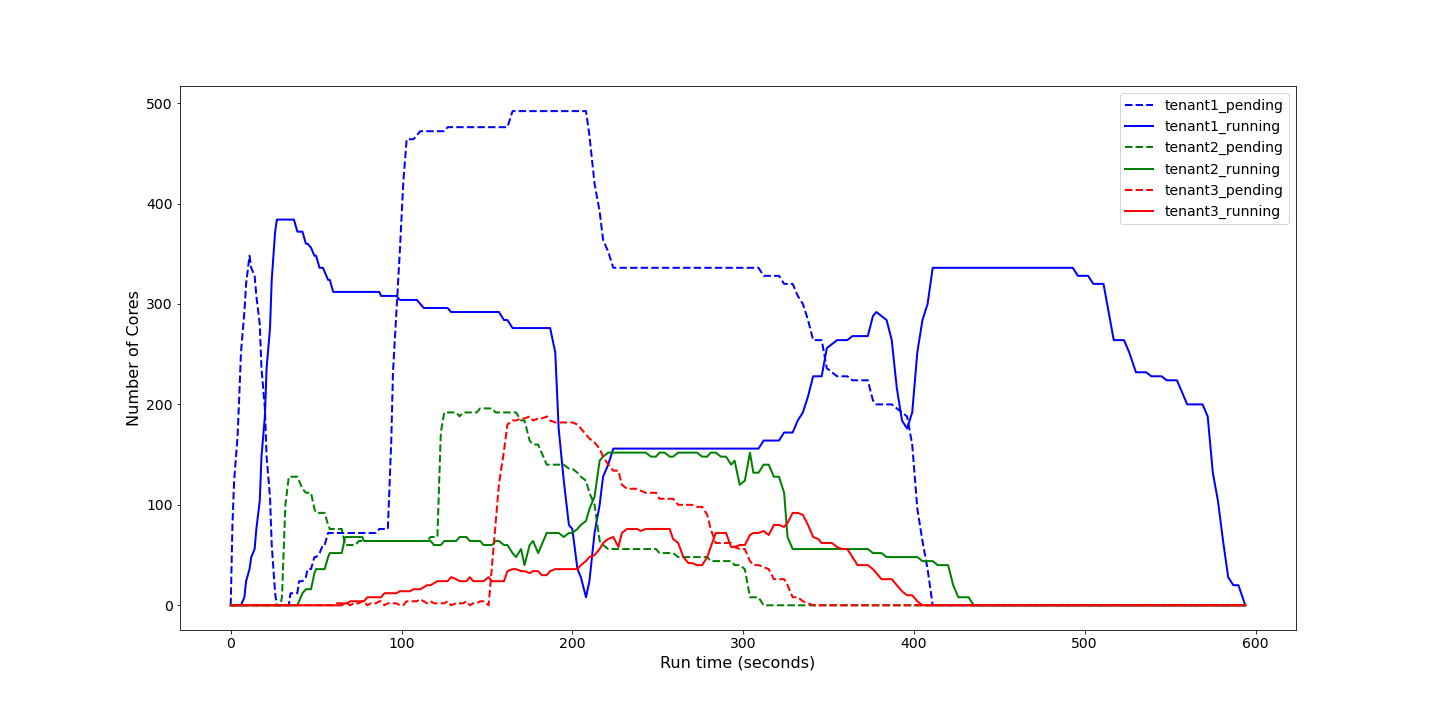 tenant1_pending
tenant1_running
tenant2_pending
tenant2_running
tenant3_pending
tenant3_running
Number of Cores
500
400
300
200
100
0
0 100 200 300 400 500 600
Run time (seconds)